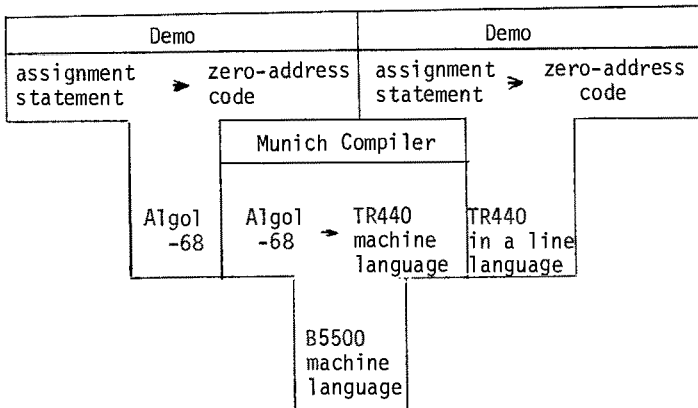 Demo
Demo
assignment
statement
zero-address
code
assignment
statement
zero-address
code
Munich Compiler
Algol
-68
Algol
-68
TR440
machine
language
TR440
in a line
language
B5500
machine
language